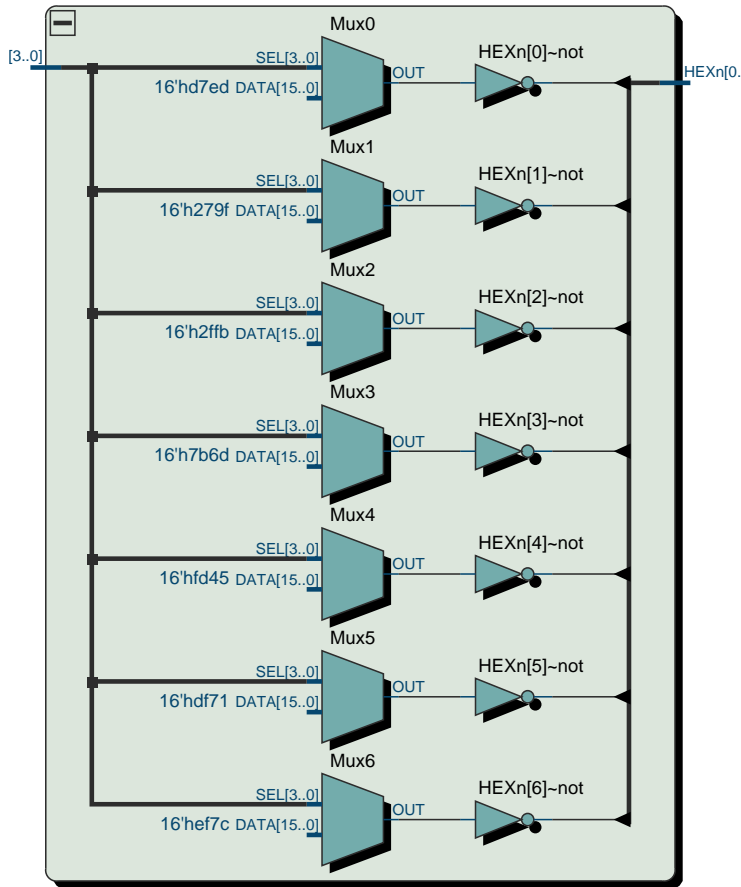 Mux0
[3..0]
SEL[3..0]
16'hd7ed DATA[15..0]
OUT
HEXn[0]~not
HEXn[0.
Mux1
SEL[3..0]
16'h279f DATA[15..0]
OUT
HEXn[1]~not
Mux2
SEL[3..0]
16'h2ffb DATA[15..0]
OUT
HEXn[2]~not
Mux3
SEL[3..0]
16'h7b6d DATA[15..0]
OUT
HEXn[3]~not
Mux4
SEL[3..0]
16'hfd45 DATA[15..0]
OUT
HEXn[4]~not
Mux5
SEL[3..0]
16'hdf71 DATA[15..0]
OUT
HEXn[5]~not
Mux6
SEL[3..0]
16'hef7c DATA[15..0]
OUT
HEXn[6]~not